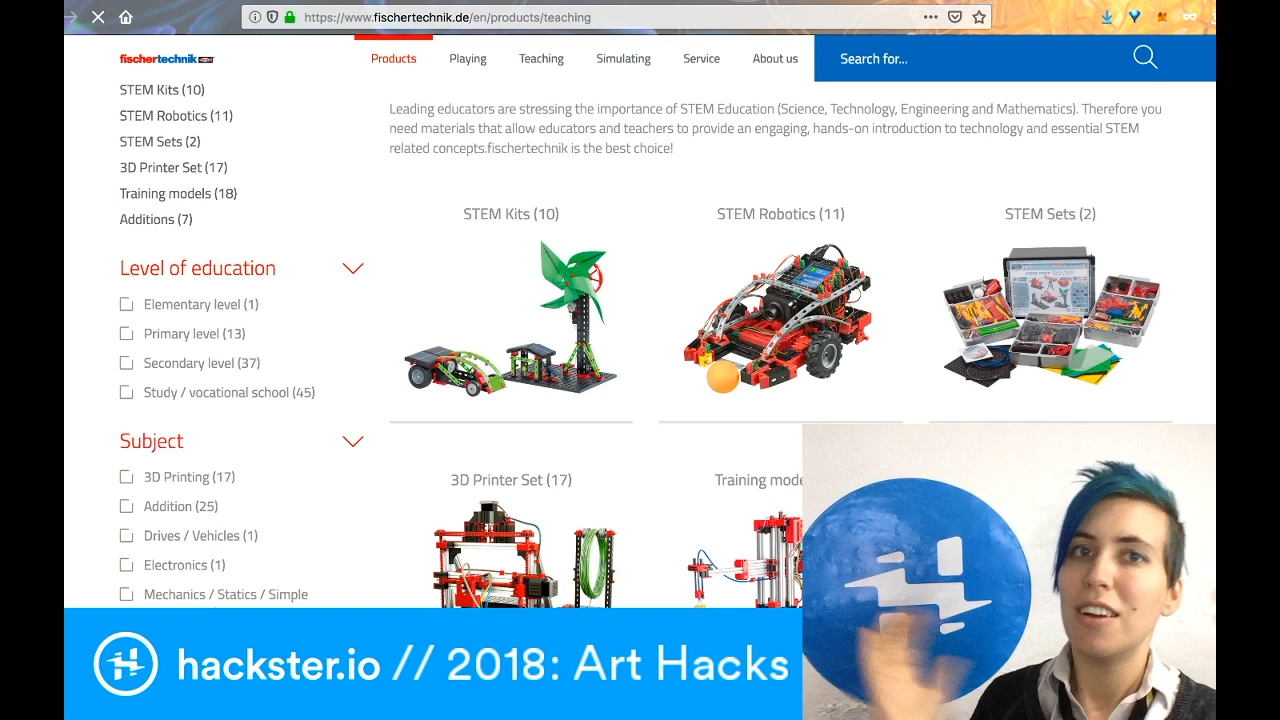 https://www.fischertechnik.de/en/products/teaching
fischertechnik
Products
Playing
Teaching
Simulating
Service
About us
Search for...
STEM Kits (10)
STEM Robotics (11)
STEM Sets (2)
3D Printer Set (17)
Training models (18)
Additions (7)
Level of education
Elementary level (1)
Primary level (13)
Secondary level (37)
Study / vocational school (45)
Subject
3D Printing (17)
Addition (25)
Drives / Vehicles (1)
Electronics (1)
Mechanics / Statics / Simple
Leading educators are stressing the importance of STEM Education (Science, Technology, Engineering and Mathematics). Therefore you
need materials that allow educators and teachers to provide an engaging, hands-on introduction to technology and essential STEM
related concepts.fischertechnik is the best choice!
STEM Kits (10)
STEM Robotics (11)
STEM Sets (2)
3D Printer Set (17)
Training mode
hackster.io // 2018: Art Hacks